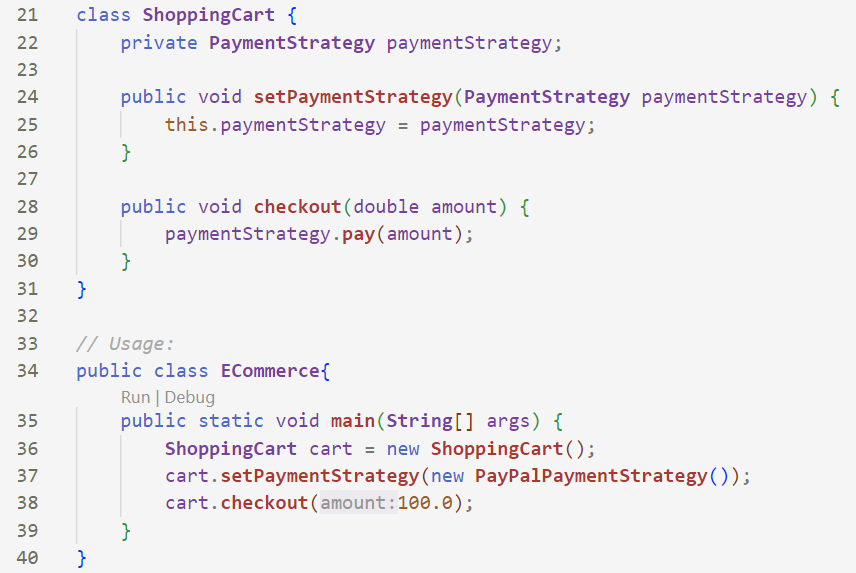 21 class ShoppingCart {
22     private PaymentStrategy paymentStrategy;
23
24     public void setPaymentStrategy(PaymentStrategy paymentStrategy) {
25         this.paymentStrategy = paymentStrategy;
26     }
27
28     public void checkout(double amount) {
29         paymentStrategy.pay(amount);
30     }
31 }
32
33 // Usage:
34 public class ECommerce{
Run | Debug
35     public static void main(String[] args) {
36         ShoppingCart cart = new ShoppingCart();
37         cart.setPaymentStrategy(new PayPalPaymentStrategy());
38         cart.checkout(amount:100.0);
39     }
40 }